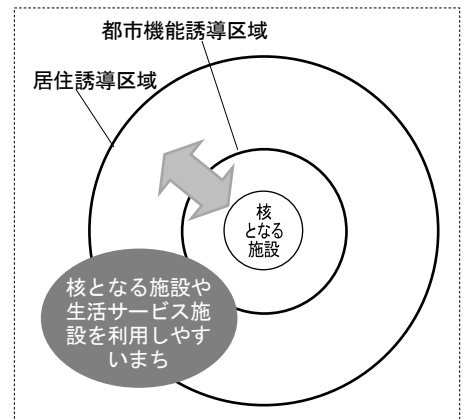 都市機能誘導区域
居住誘導区域
核
となる
施設
核となる施設や
生活サービス施
設を利用しやす
いまち